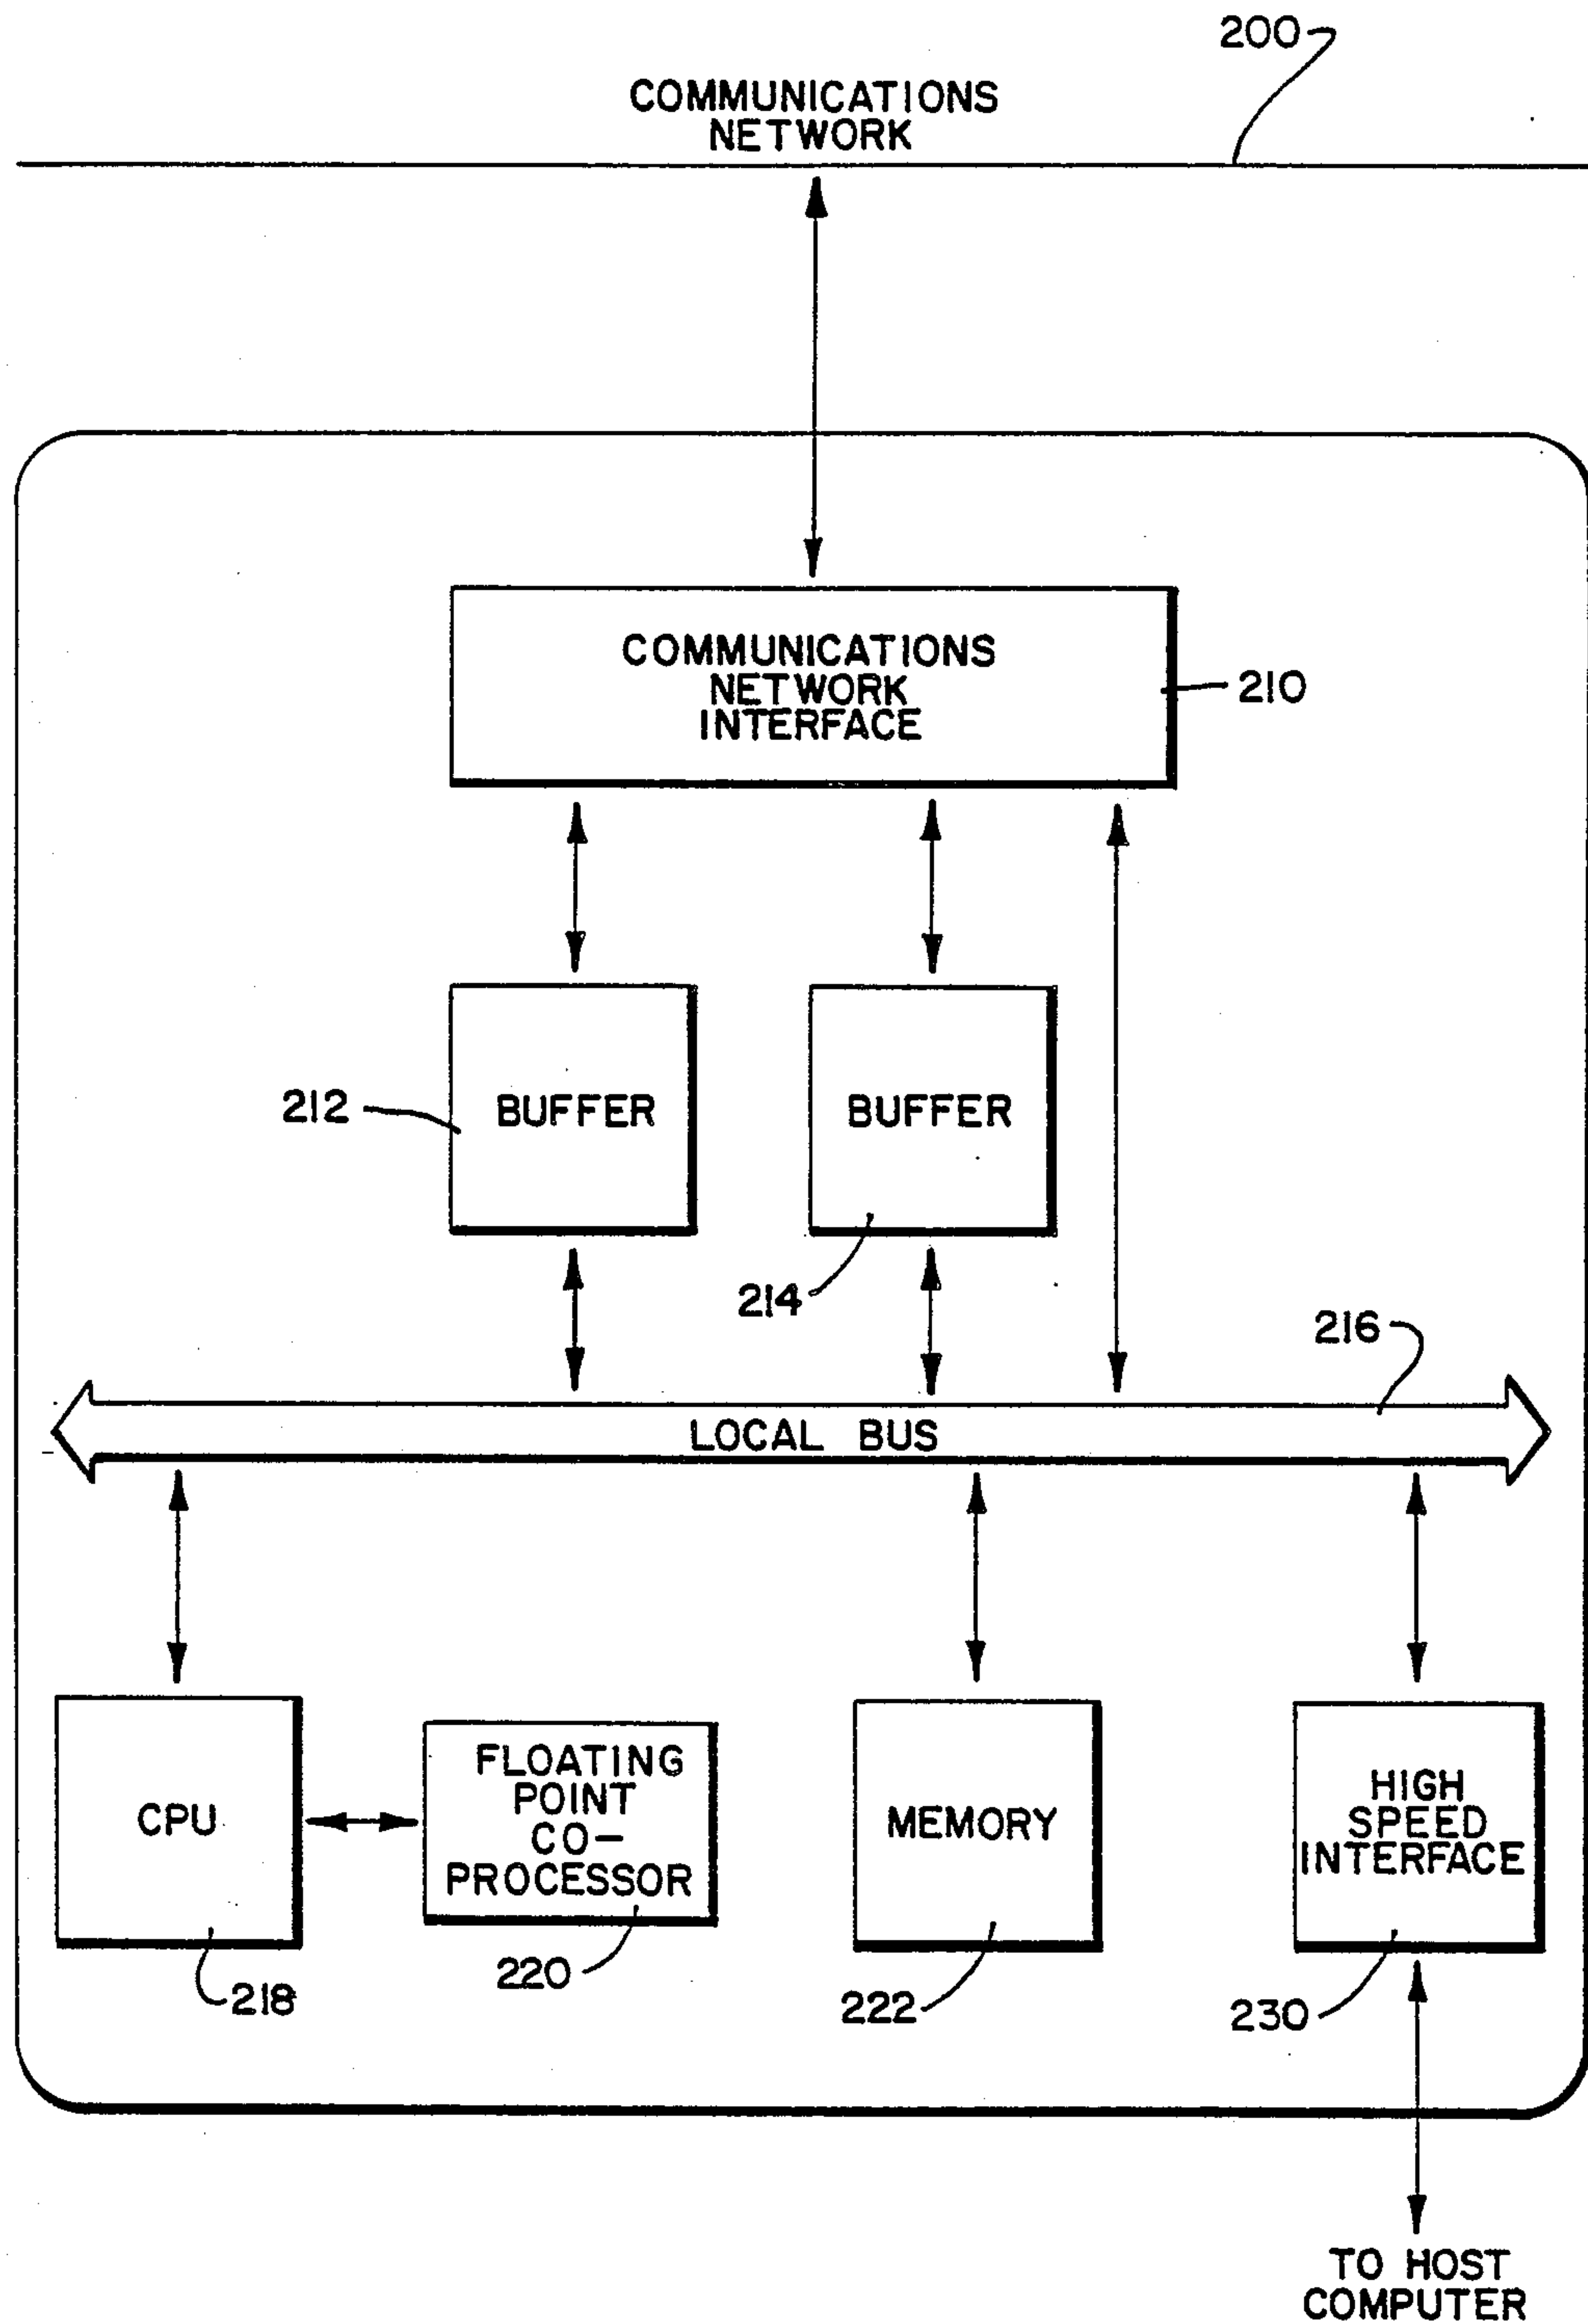 200
COMMUNICATIONS
NETWORK
COMMUNICATIONS
NETWORK
INTERFACE
210
212
BUFFER
BUFFER
214
216
LOCAL BUS
CPU
FLOATING
POINT
CO-
PROCESSOR
MEMORY
HIGH
SPEED
INTERFACE
218
220
222
230
TO HOST
COMPUTER